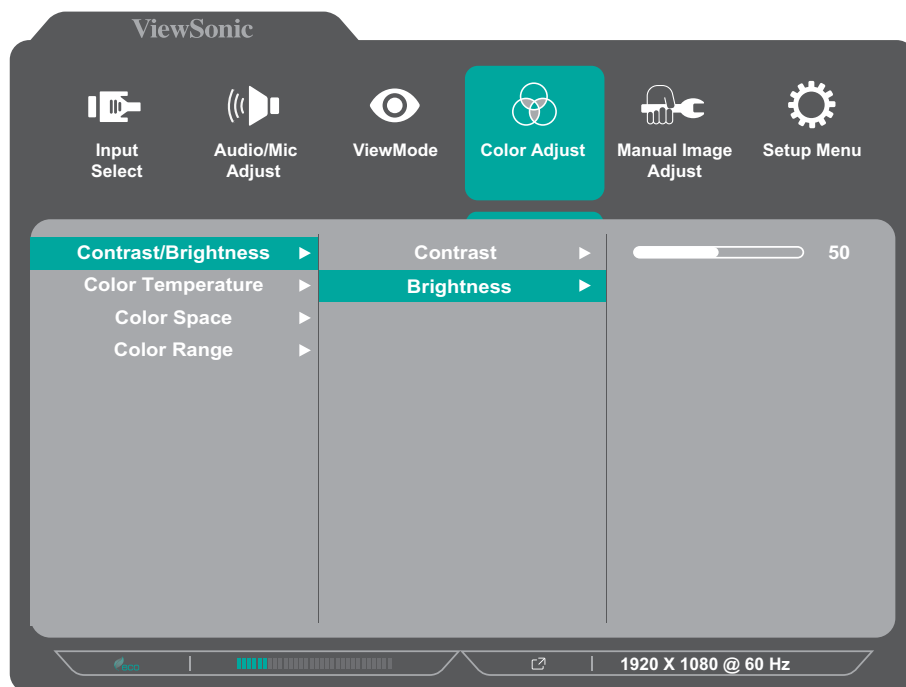 ViewSonic
Input
Select
Audio/Mic
Adjust
ViewMode
Color Adjust
Manual Image
Adjust
Setup Menu
Contrast/Brightness
Color Temperature
Color Space
Color Range
Contrast
Brightness
50
eco
1920 X 1080 @ 60 Hz